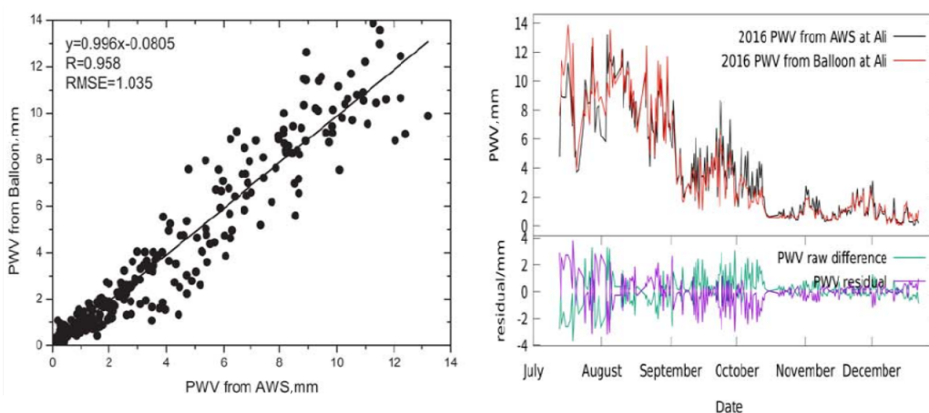 y=0.996x-0.0805
R=0.958
RMSE=1.035
PWV from Balloon,mm
14
12
10
8
6
4
2
0
0 2 4 6 8 10 12 14
PWV from AWS,mm
2016 PWV from AWS at Ali
2016 PWV from Balloon at Ali
PWV,mm
14
12
10
8
6
4
2
0
PWV raw difference
PWV residual
residual/mm
4
2
0
-2
-4
July August September October November December
Date